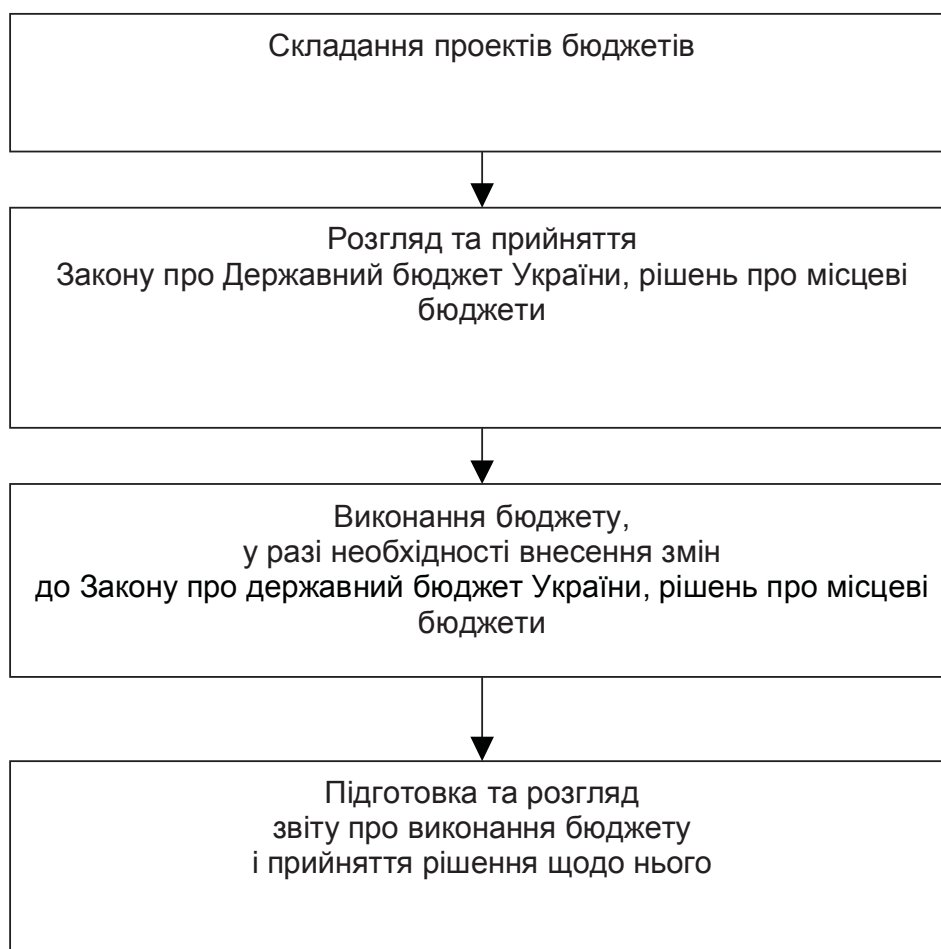 Складання проектів бюджетів
Розгляд та прийняття
Закону про Державний бюджет України, рішень про місцеві
бюджети
Виконання бюджету,
у разі необхідності внесення змін
до Закону про державний бюджет України, рішень про місцеві
бюджети
Підготовка та розгляд
звіту про виконання бюджету
і прийняття рішення щодо нього